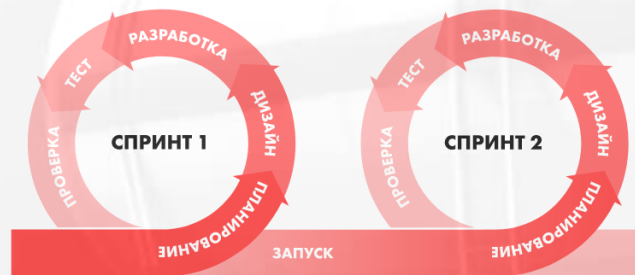 СПРИНТ 1
ПЛАНИРОВАНИЕ
ДИЗАЙН
РАЗРАБОТКА
ТЕСТ
ПРОВЕРКА
ЗАПУСК
СПРИНТ 2
ПЛАНИРОВАНИЕ
ДИЗАЙН
РАЗРАБОТКА
ТЕСТ
ПРОВЕРКА